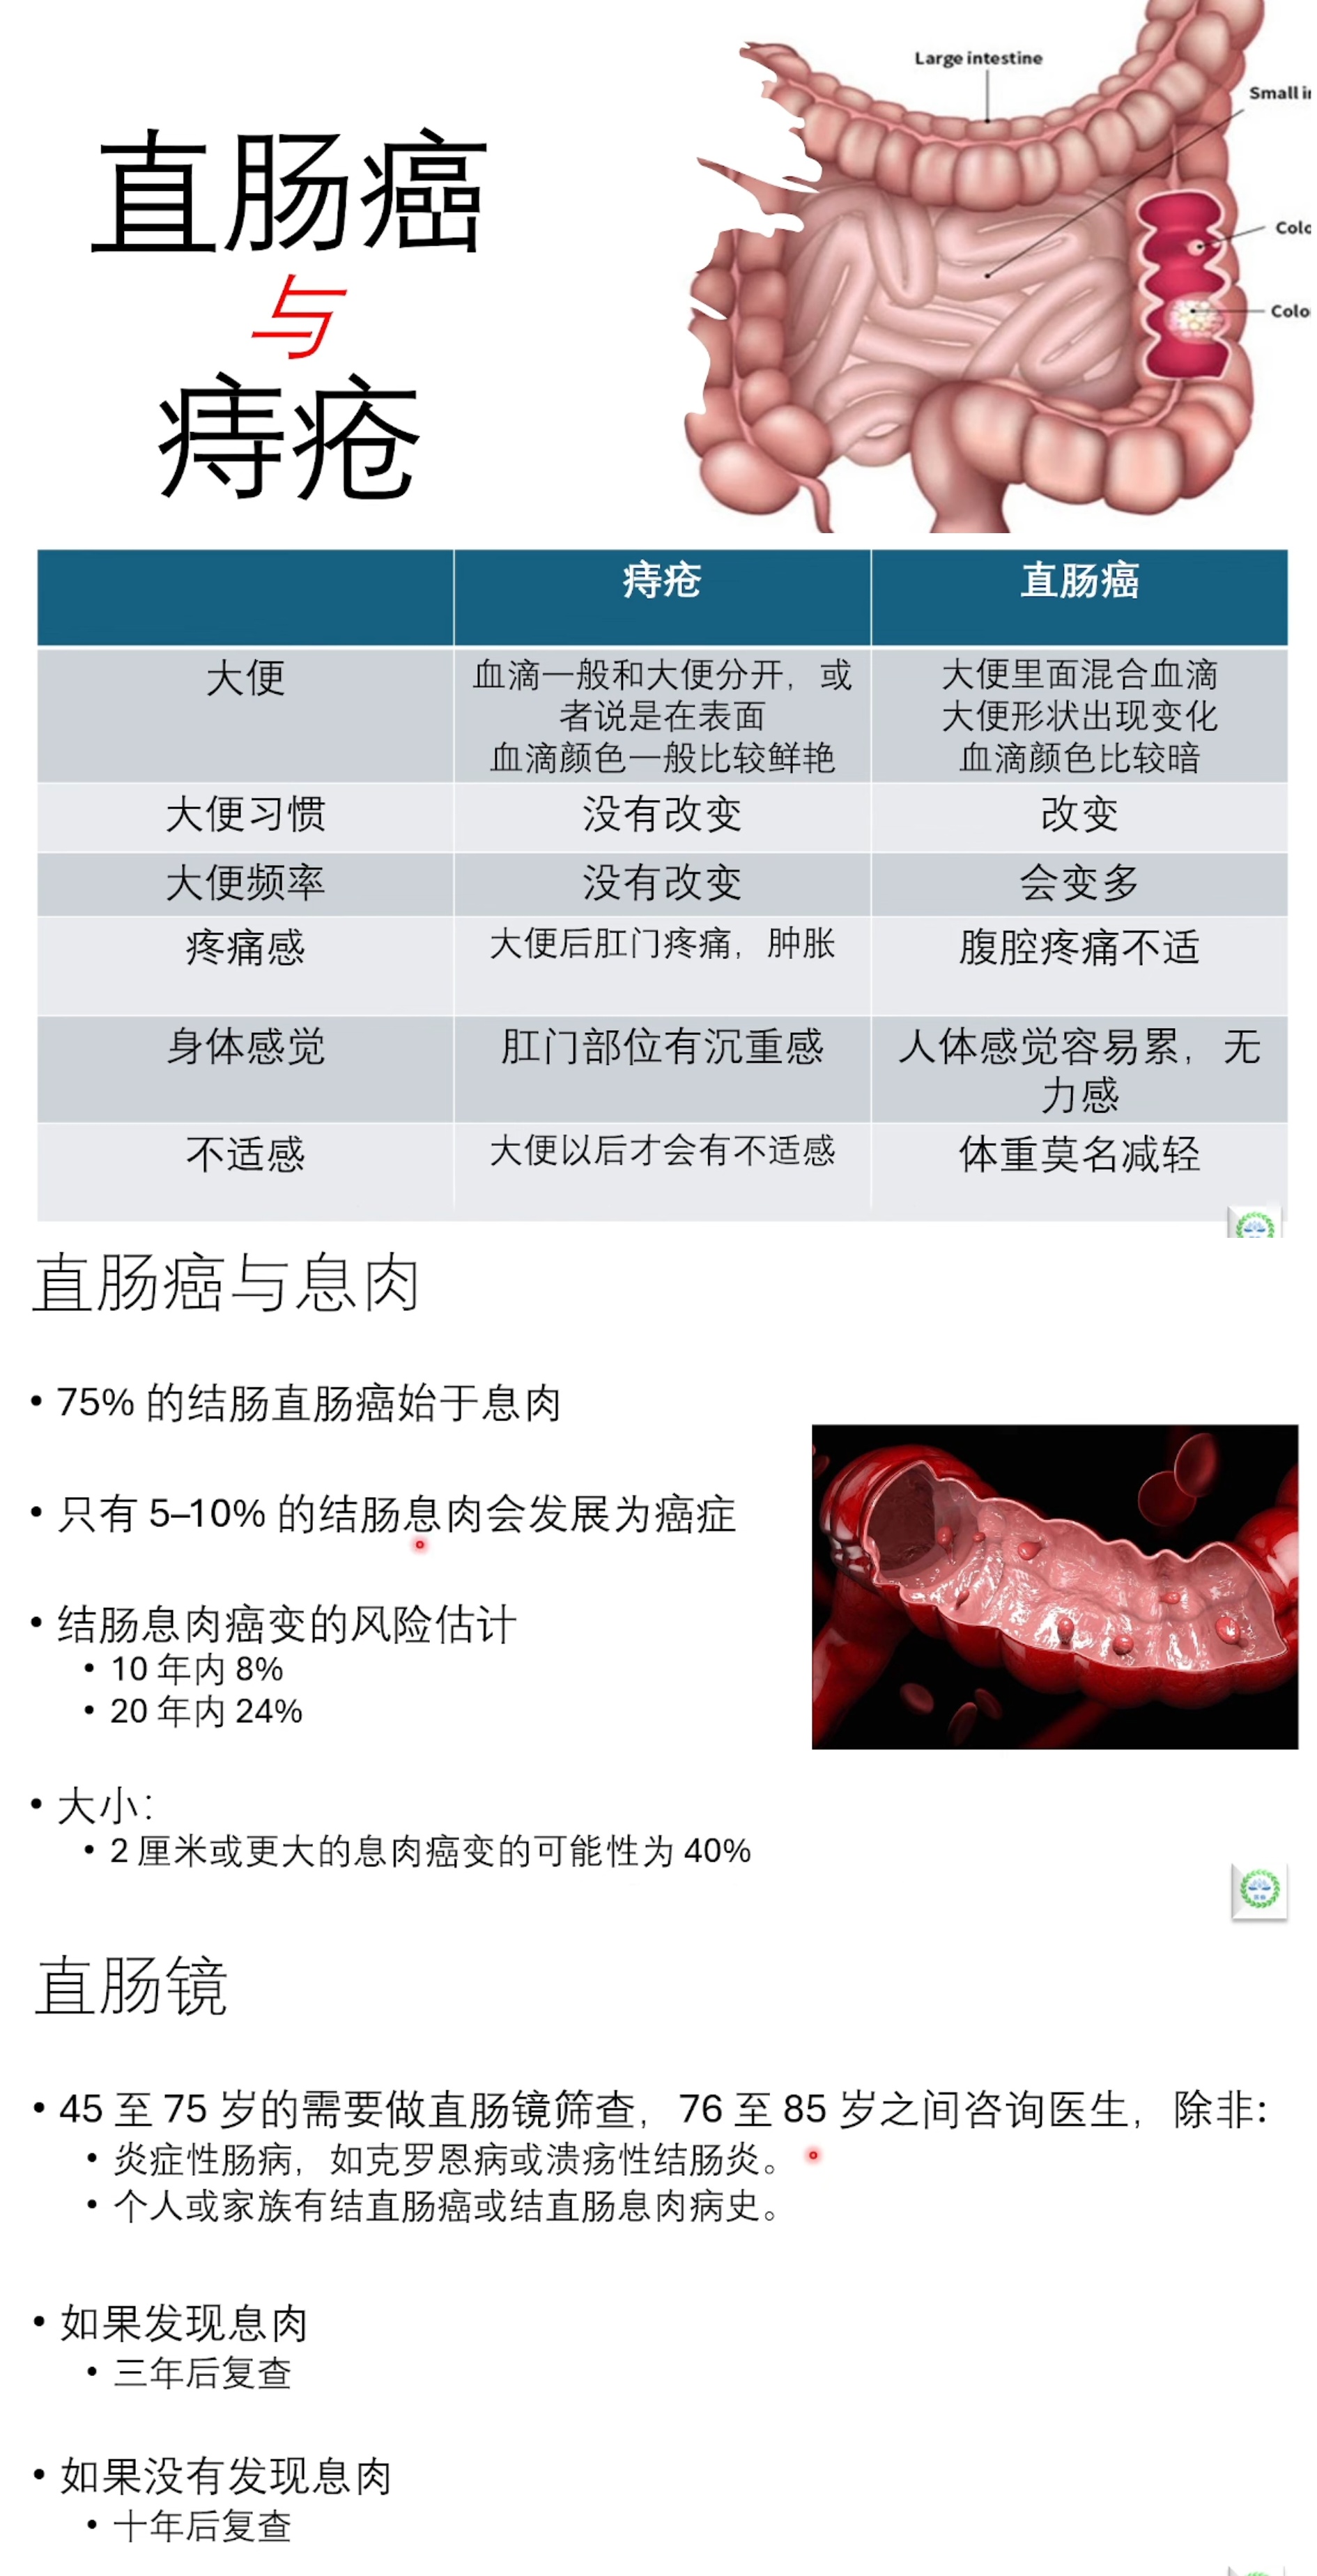 Large intestine
Small in
Colo
Colo
直肠癌
与
痔疮
痔疮
直肠癌
大便
血滴一般和大便分开，或
者说是在表面
血滴颜色一般比较鲜艳
大便里面混合血滴
大便形状出现变化
血滴颜色比较暗
大便习惯
没有改变
改变
大便频率
没有改变
会变多
疼痛感
大便后肛门疼痛，肿胀
腹腔疼痛不适
身体感觉
肛门部位有沉重感
人体感觉容易累，无
力感
不适感
大便以后才会有不适感
体重莫名减轻
直肠癌与息肉
• 75% 的结肠直肠癌始于息肉
• 只有 5–10% 的结肠息肉会发展为癌症
• 结肠息肉癌变的风险估计
• 10 年内 8%
• 20 年内 24%
• 大小：
• 2 厘米或更大的息肉癌变的可能性为 40%
直肠镜
• 45 至 75 岁的需要做直肠镜筛查，76 至 85 岁之间咨询医生，除非：
• 炎症性肠病，如克罗恩病或溃疡性结肠炎。
• 个人或家族有结直肠癌或结直肠息肉病史。
• 如果发现息肉
• 三年后复查
• 如果没有发现息肉
• 十年后复查